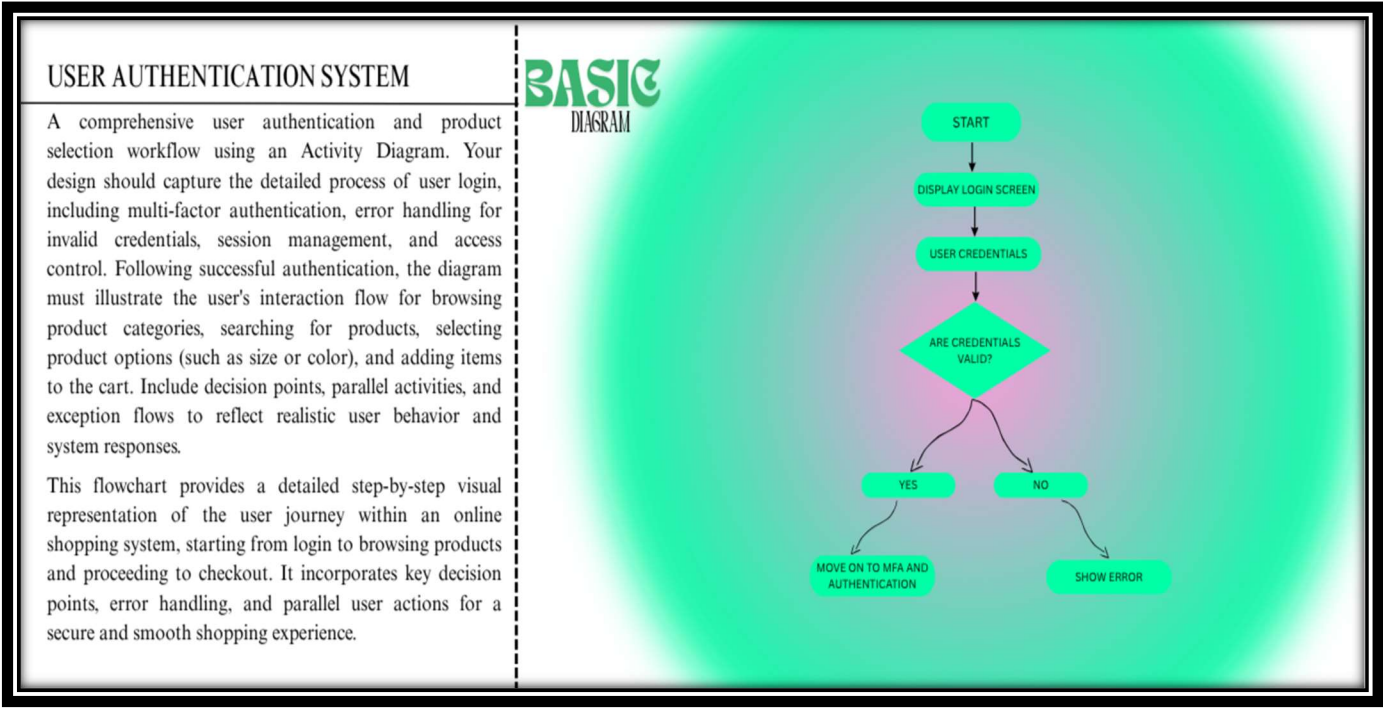 USER AUTHENTICATION SYSTEM
A comprehensive user authentication and product
selection workflow using an Activity Diagram. Your
design should capture the detailed process of user login,
including multi-factor authentication, error handling for
invalid credentials, session management, and access
control. Following successful authentication, the diagram
must illustrate the user's interaction flow for browsing
product categories, searching for products, selecting
product options (such as size or color), and adding items
to the cart. Include decision points, parallel activities, and
exception flows to reflect realistic user behavior and
system responses.
This flowchart provides a detailed step-by-step visual
representation of the user journey within an online
shopping system, starting from login to browsing products
and proceeding to checkout. It incorporates key decision
points, error handling, and parallel user actions for a
secure and smooth shopping experience.
BASIC
DIAGRAM
START
DISPLAY LOGIN SCREEN
USER CREDENTIALS
ARE CREDENTIALS
VALID?
YES
NO
MOVE ON TO MFA AND
AUTHENTICATION
SHOW ERROR